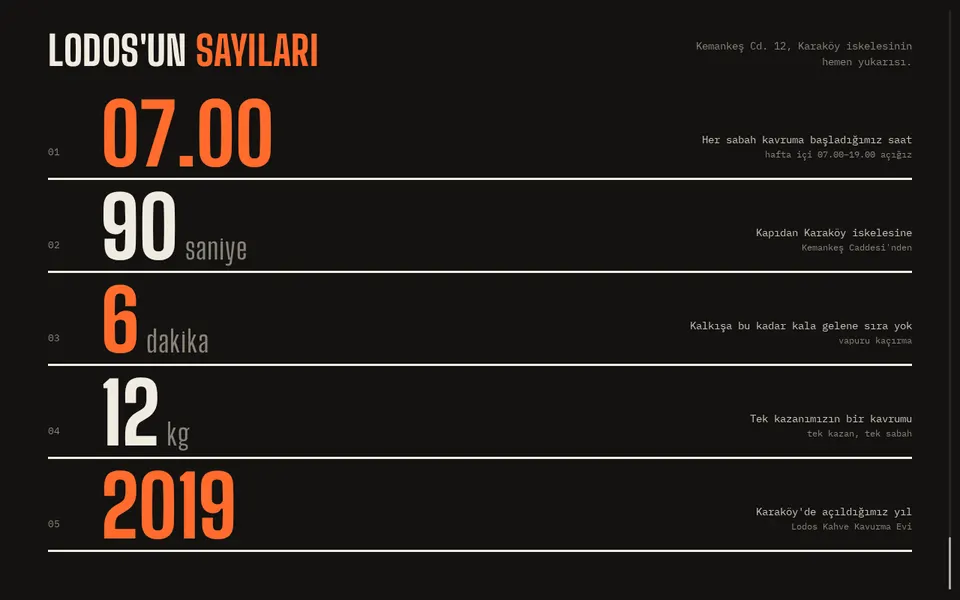 LODOS'UN SAYILARI
Kemankeş Cd. 12, Karaköy iskelesinin
hemen yukarısı.
01
07.00
Her sabah kavruma başladığımız saat
hafta içi 07.00–19.00 açığız
02
90 saniye
Kapıdan Karaköy iskelesine
Kemankeş Caddesi'nden
03
6 dakika
Kalkışa bu kadar kala gelene sıra yok
vapuru kaçırma
04
12 kg
Tek kazanımızın bir kavrumu
tek kazan, tek sabah
05
2019
Karaköy'de açıldığımız yıl
Lodos Kahve Kavurma Evi